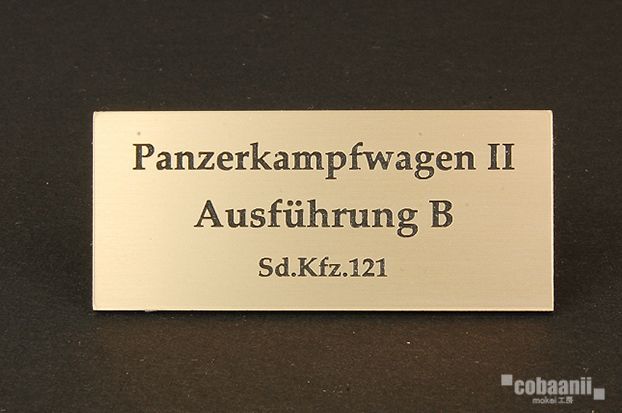 Panzerkampfwagen II
Ausführung B
Sd.Kfz.121
cobaanii
mokei 工房